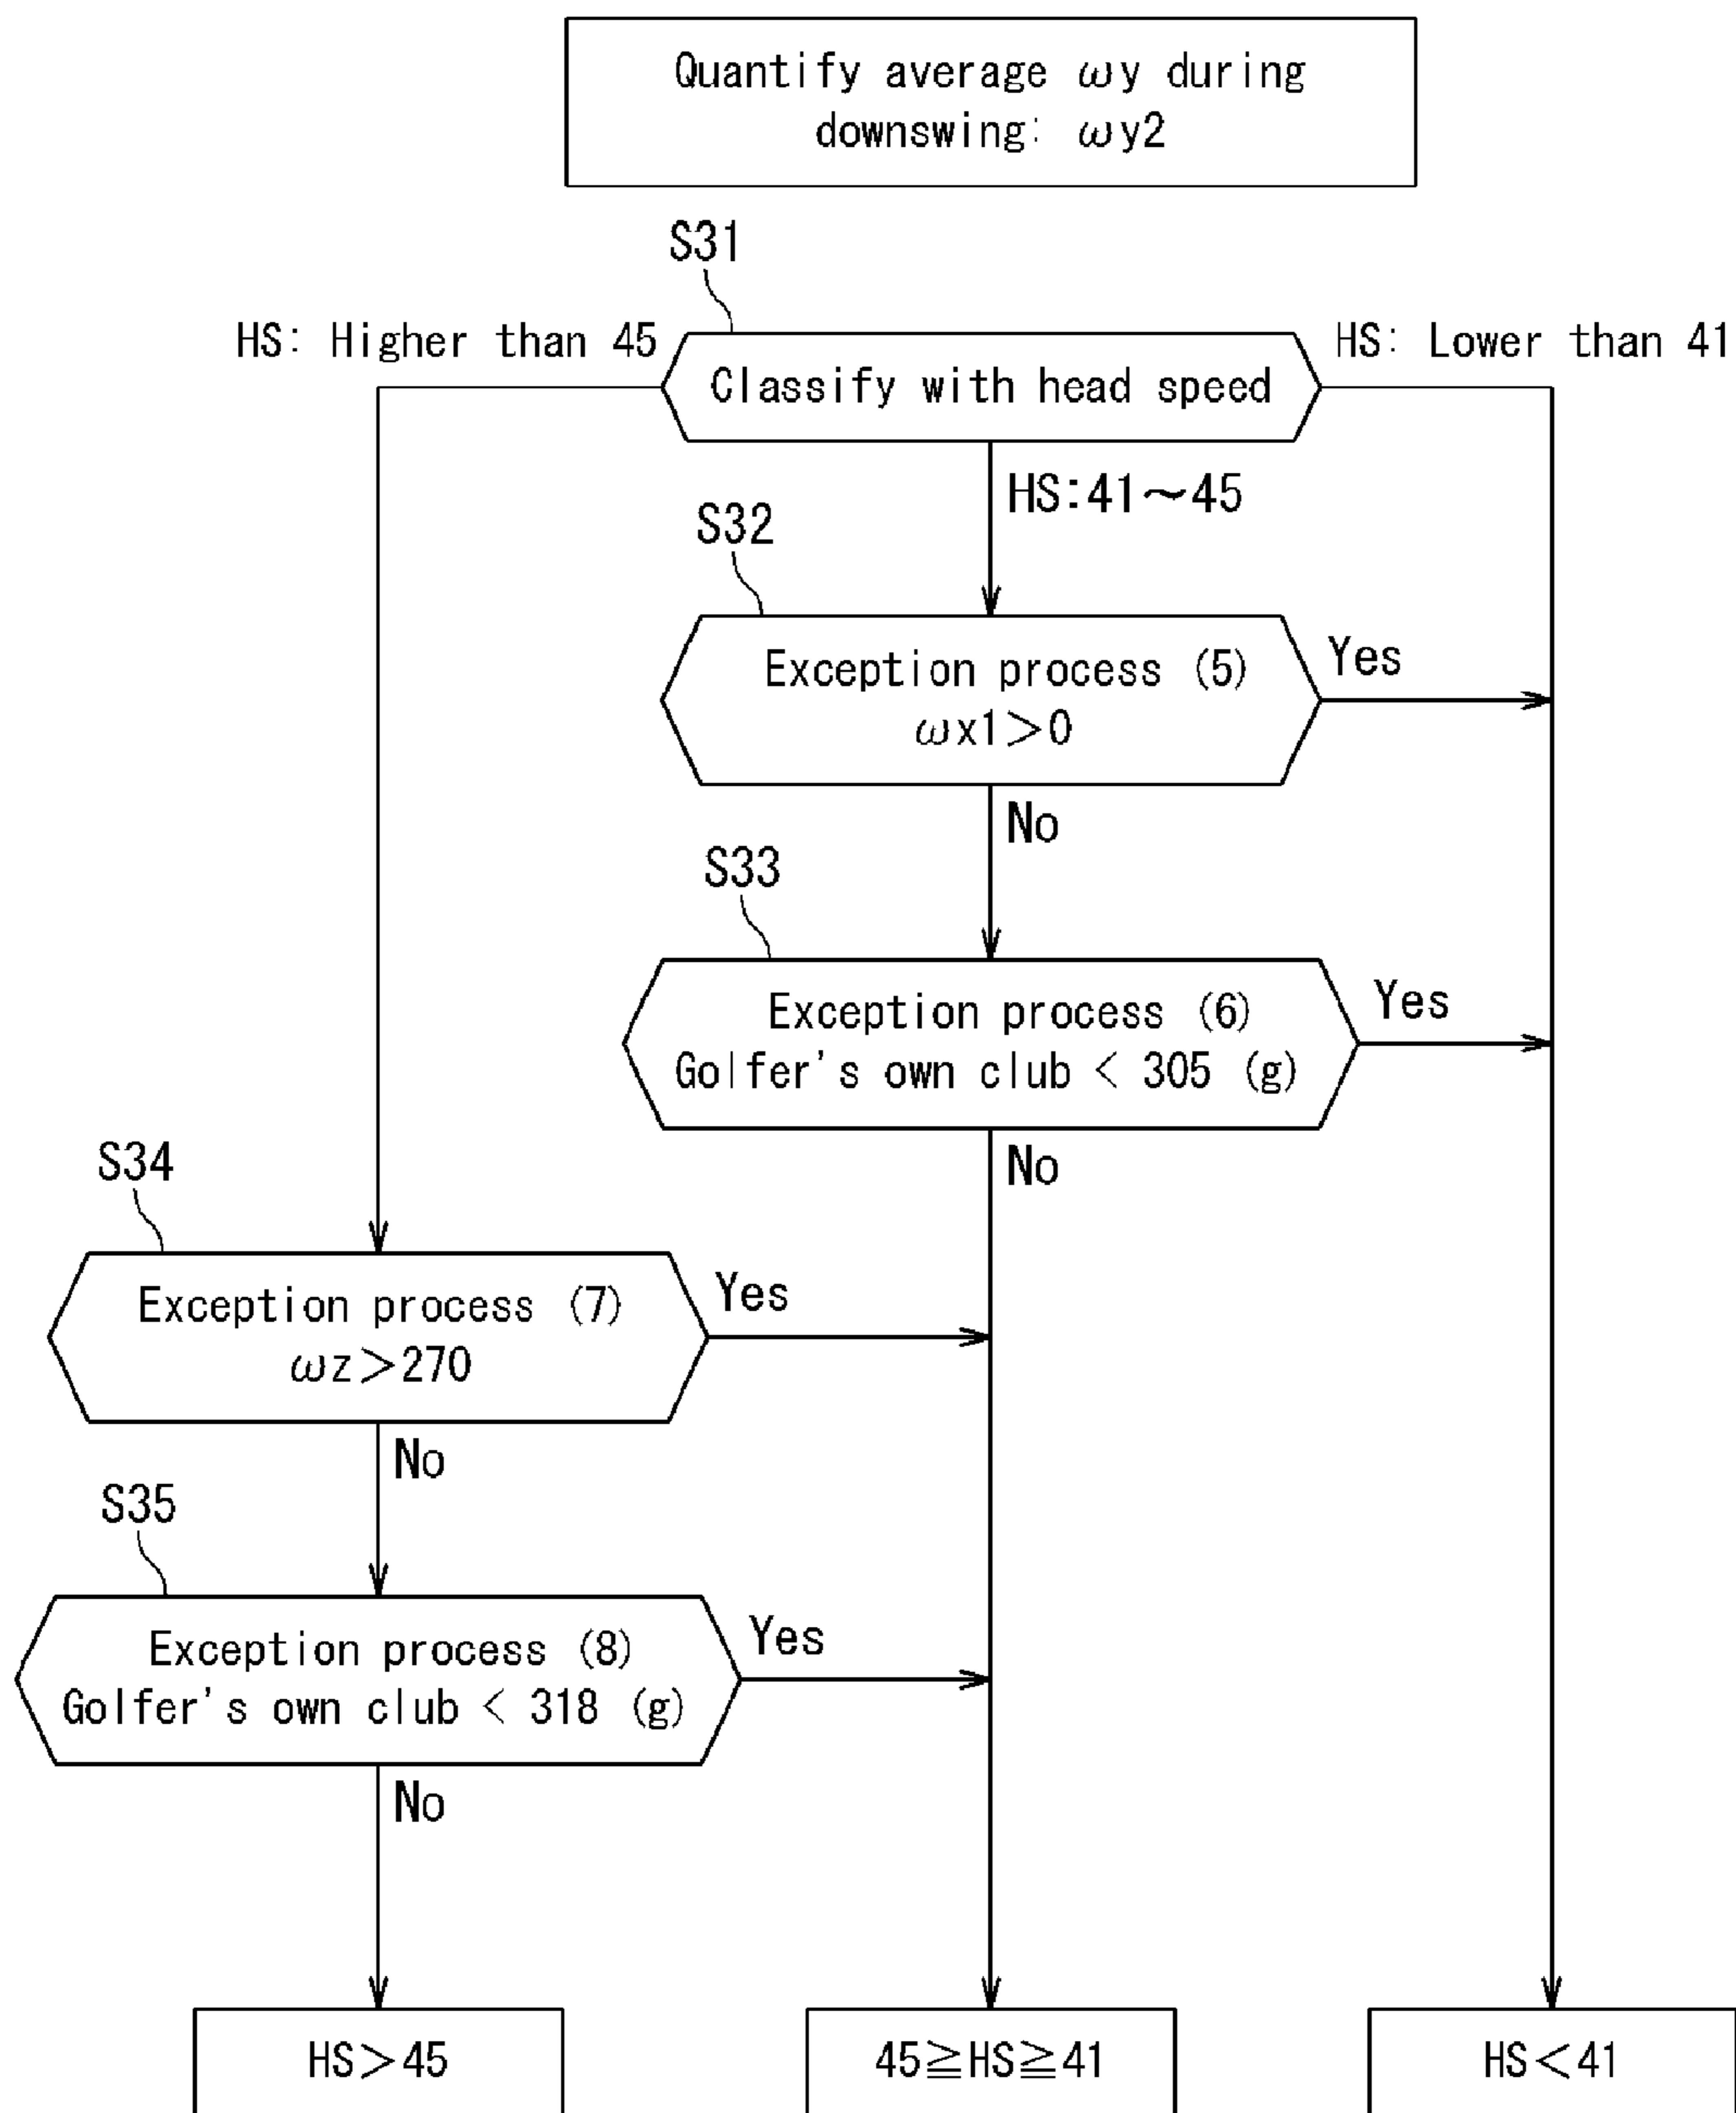 Quantify average ωy during
downswing: ωy2
S31
HS: Higher than 45
HS: Lower than 41
Classify with head speed
HS:41～45
S32
Exception process (5)
ωx1＞0
Yes
No
S33
Exception process (6)
Golfer's own club < 305 (g)
Yes
No
S34
Exception process (7)
ωz＞270
Yes
No
S35
Exception process (8)
Golfer's own club < 318 (g)
Yes
No
HS＞45
45≧HS≧41
HS＜41